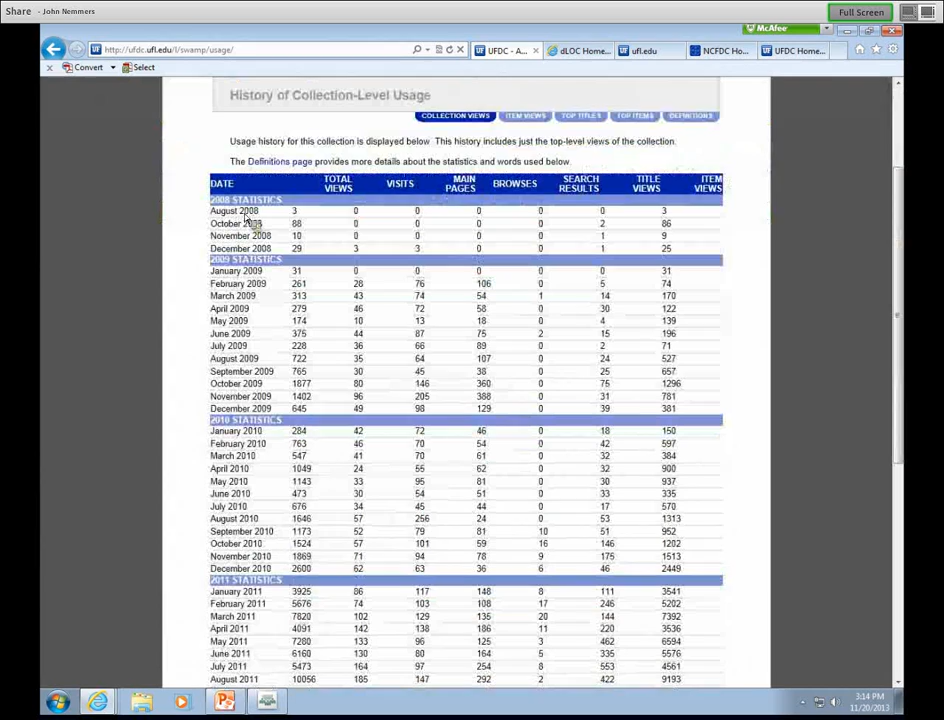 Share - John Nemmers
Full Screen
McAfee
http://ufdc.ufl.edu/l/swamp/usage/
UFDC - A... dLOC Home... ufl.edu NCFDC Ho... UFDC Home...
Convert Select
History of Collection-Level Usage
COLLECTION VIEWS ITEM VIEWS TOP TITLES TOP ITEMS DEFINITIONS
Usage history for this collection is displayed below. This history includes just the top-level views of the collection.
The Definitions page provides more details about the statistics and words used below.
DATE TOTAL VIEWS VISITS MAIN PAGES BROWSES SEARCH RESULTS TITLE VIEWS ITEM VIEWS
2008 STATISTICS
August 2008 3 0 0 0 0 0 3
October 88 0 0 0 0 2 86
November 2008 10 0 0 0 0 1 9
December 2008 29 3 3 0 0 1 25
2009 STATISTICS
January 2009 31 0 0 0 0 0 31
February 2009 261 28 76 106 0 5 74
March 2009 313 43 74 54 1 14 170
April 2009 279 46 72 58 0 30 122
May 2009 174 10 13 18 0 4 139
June 2009 375 44 87 75 2 15 196
July 2009 228 36 66 89 0 2 71
August 2009 722 35 64 107 0 24 527
September 2009 765 30 45 38 0 25 657
October 2009 1877 80 146 360 0 75 1296
November 2009 1402 96 205 388 0 31 781
December 2009 645 49 98 129 0 39 381
2010 STATISTICS
January 2010 284 42 72 46 0 18 150
February 2010 763 46 70 54 0 42 597
March 2010 547 41 70 61 0 32 384
April 2010 1049 24 55 62 0 32 900
May 2010 1143 33 95 81 0 30 937
June 2010 473 30 54 51 0 33 335
July 2010 676 34 45 44 0 17 570
August 2010 1646 57 256 24 0 53 1313
September 2010 1173 52 79 81 10 51 952
October 2010 1524 57 101 59 16 146 1202
November 2010 1869 71 94 78 9 175 1513
December 2010 2600 62 63 36 6 46 2449
2011 STATISTICS
January 2011 3925 86 117 148 8 111 3541
February 2011 5676 74 103 108 17 246 5202
March 2011 7820 102 129 135 20 144 7392
April 2011 4091 142 138 186 11 220 3536
May 2011 7280 133 96 125 3 462 6594
June 2011 6160 130 80 164 5 335 5576
July 2011 5473 164 97 254 8 553 4561
August 2011 10056 185 147 292 2 422 9193
3:14 PM
11/20/2013